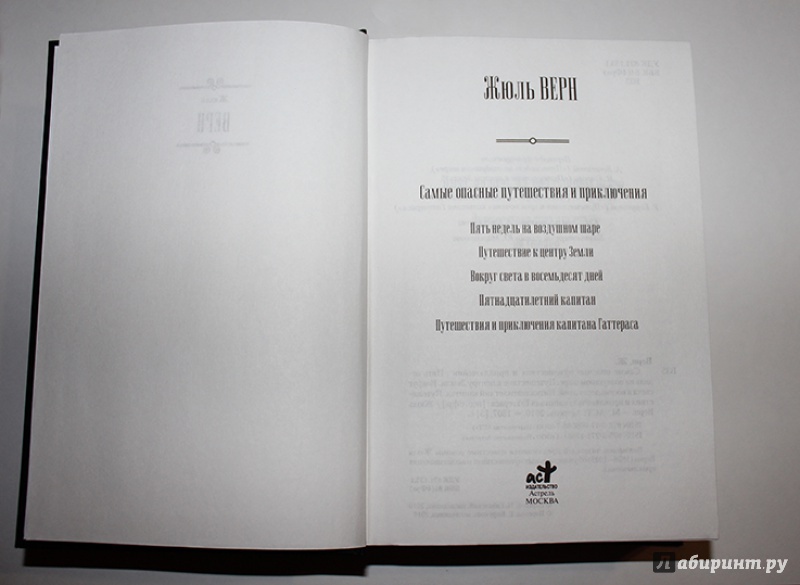 Жюль ВЕРН
Самые опасные путешествия и приключения
Пять недель на воздушном шаре
Путешествие к центру Земли
Вокруг света в восемьдесят дней
Пятнадцатилетний капитан
Путешествия и приключения капитана Гаттераса
аст
ИЗДАТЕЛЬСТВО
Астрель
МОСКВА
Лабиринт.ру